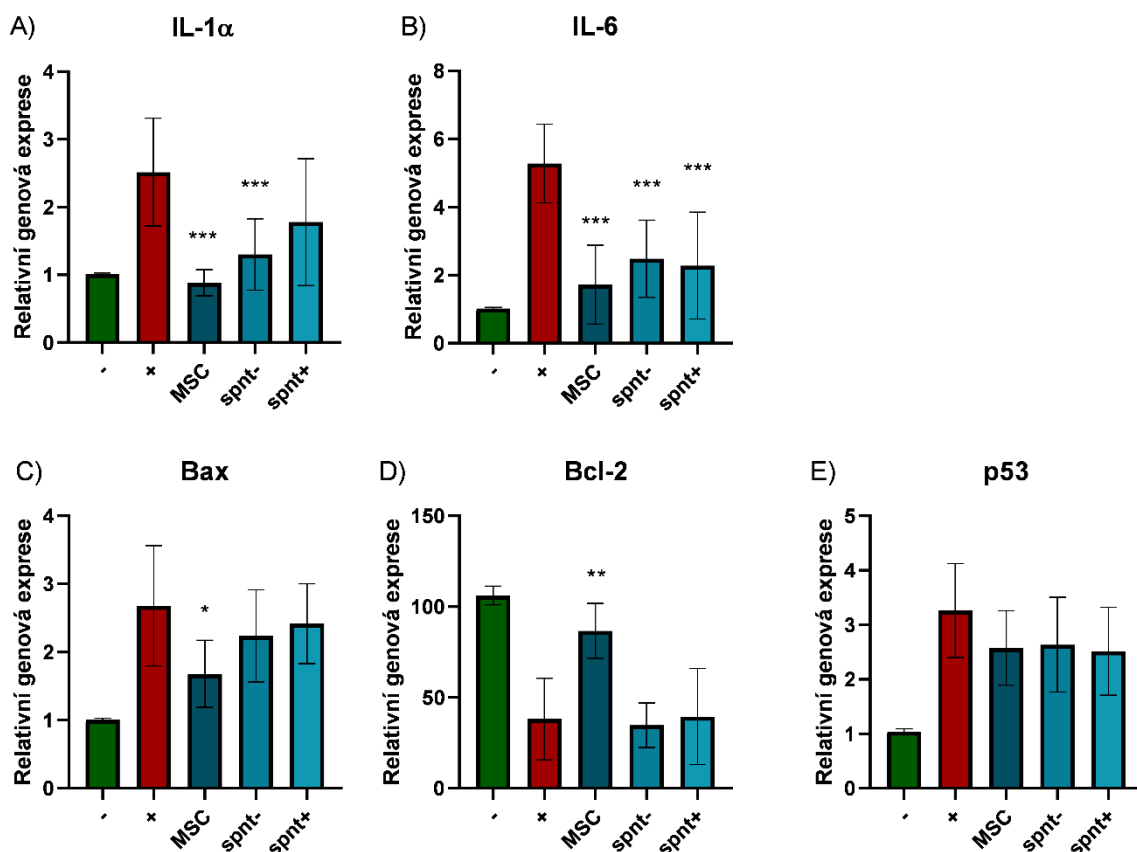 A)
IL-1α
Relativní genová exprese
4
3
2
1
0
***
***
-
+
MSC
spnt-
spnt+
B)
IL-6
Relativní genová exprese
8
6
4
2
0
***
***
***
-
+
MSC
spnt-
spnt+
C)
Bax
Relativní genová exprese
4
3
2
1
0
*
-
+
MSC
spnt-
spnt+
D)
Bcl-2
Relativní genová exprese
150
100
50
0
**
-
+
MSC
spnt-
spnt+
E)
p53
Relativní genová exprese
5
4
3
2
1
0
-
+
MSC
spnt-
spnt+